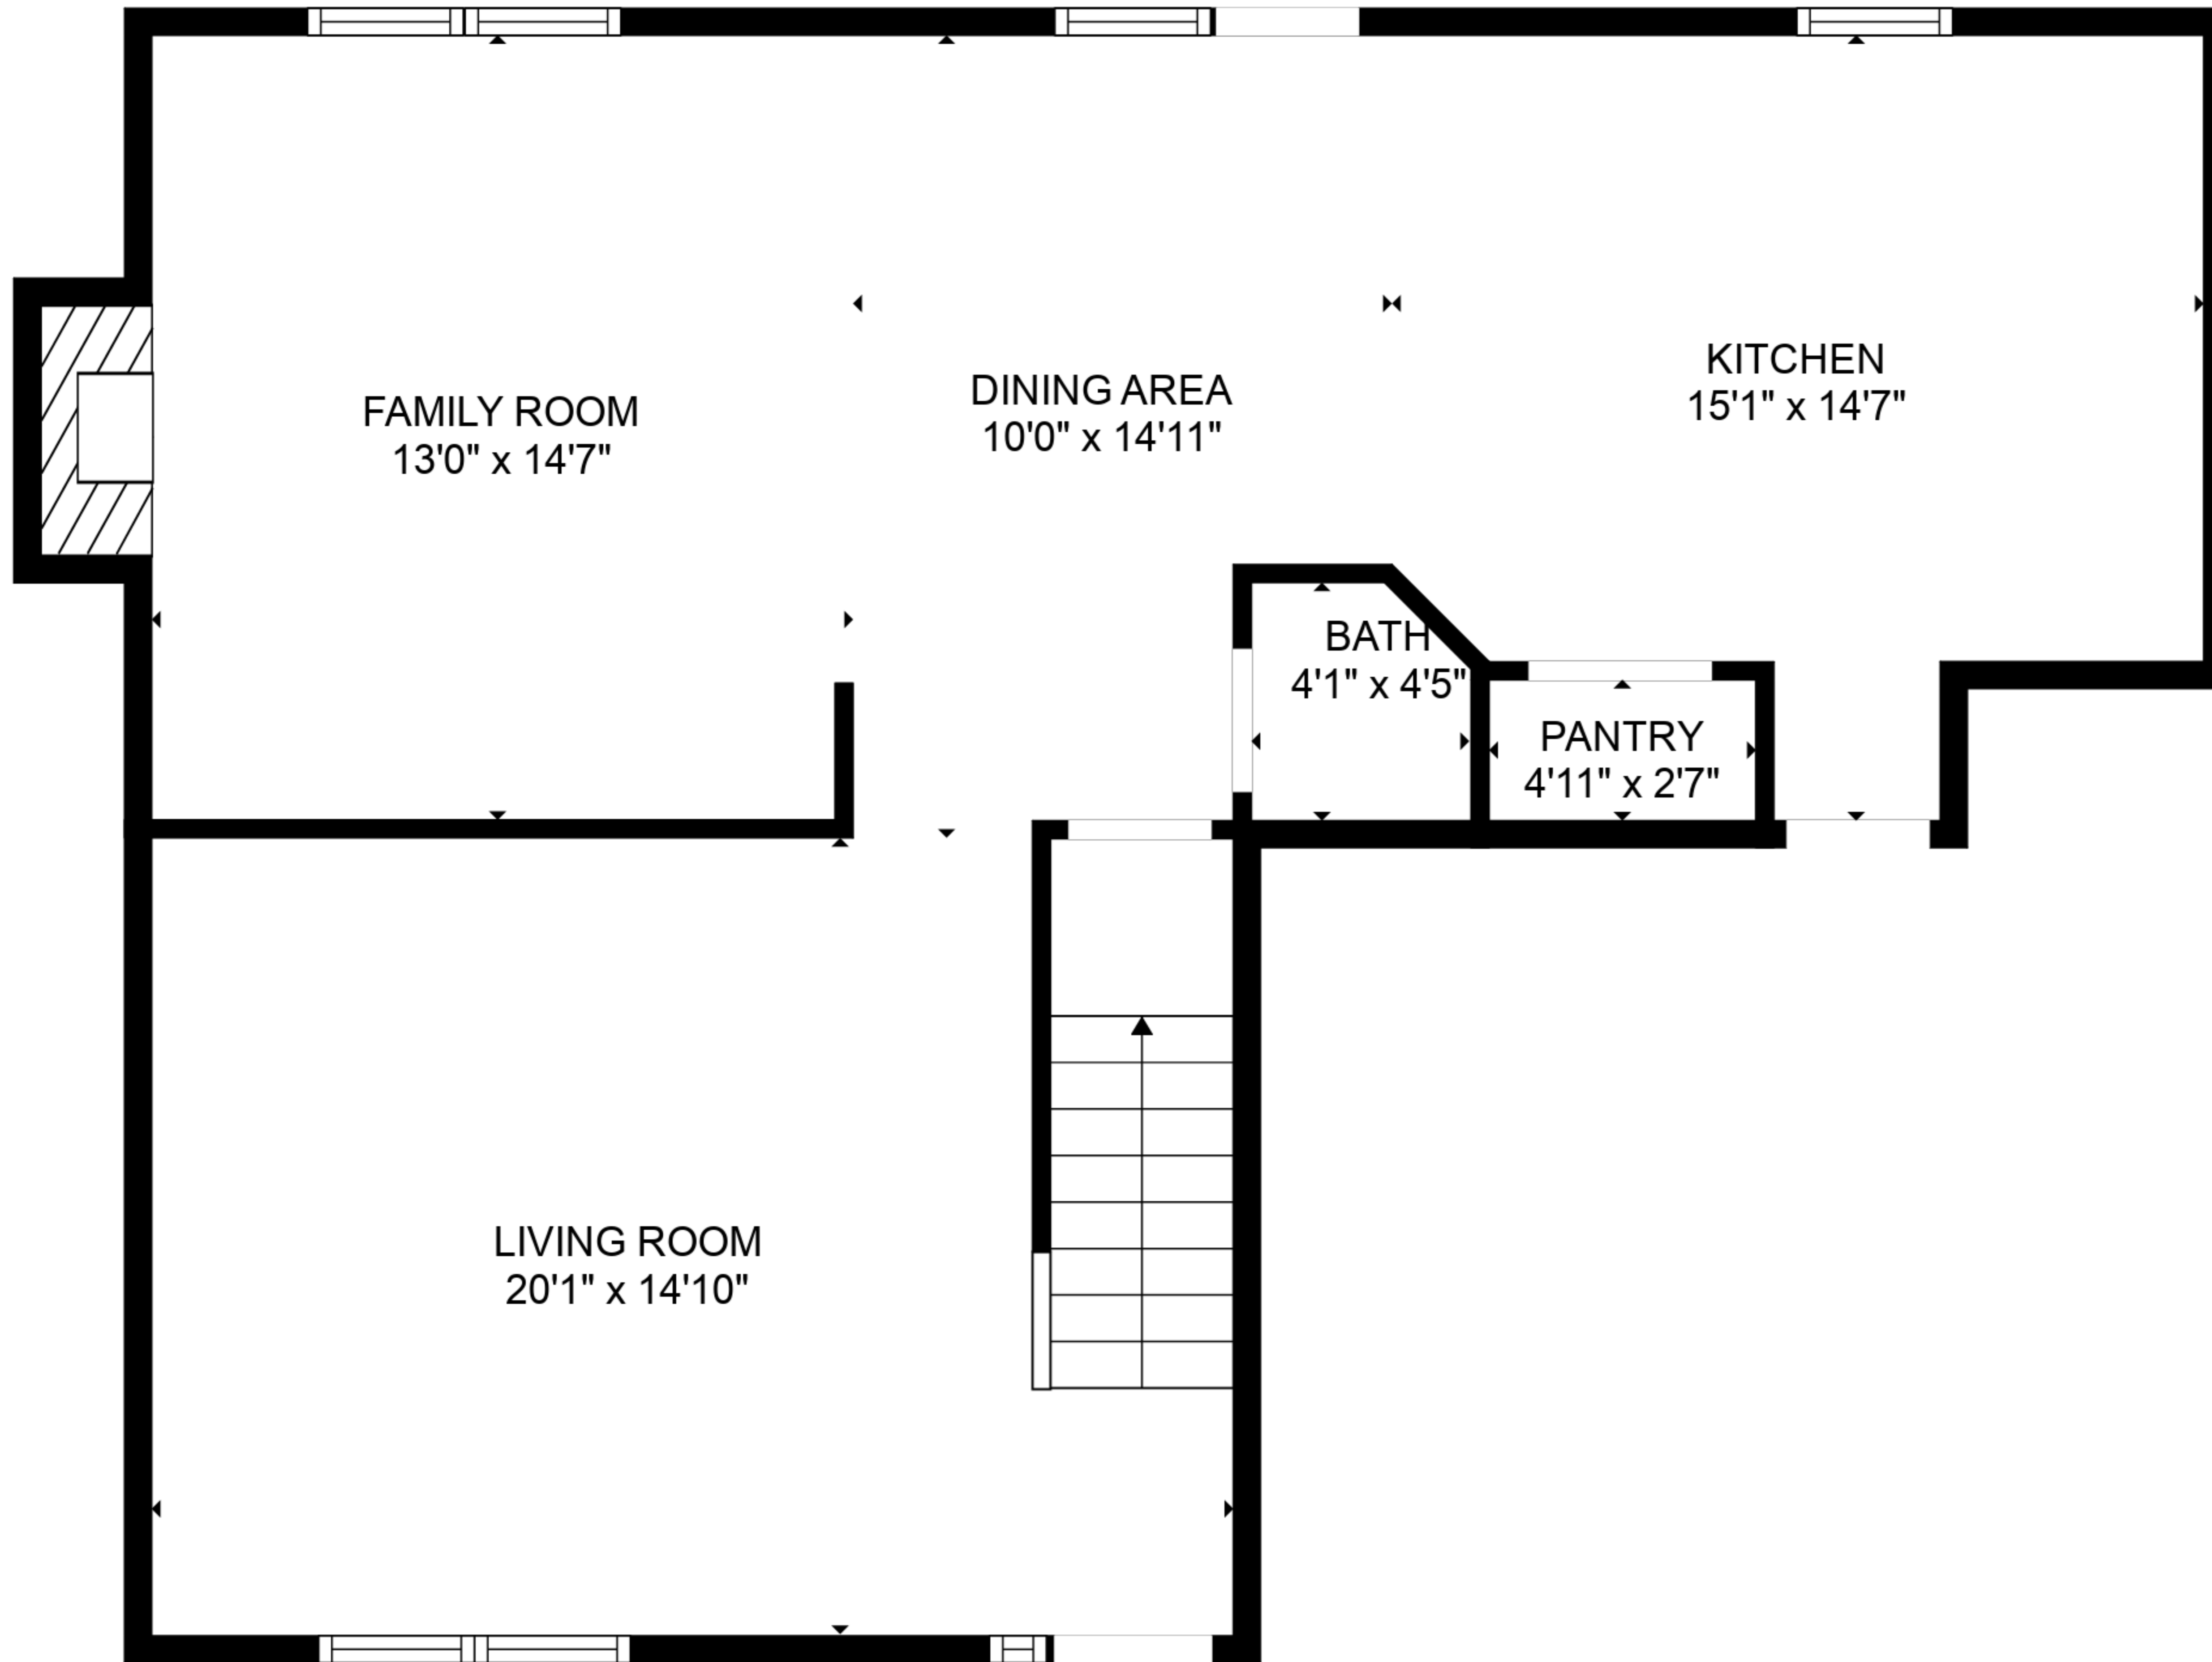 FAMILY ROOM
13'0" x 14'7"
DINING AREA
10'0" x 14'11"
KITCHEN
15'1" x 14'7"
BATH
4'1" x 4'5"
PANTRY
4'11" x 2'7"
LIVING ROOM
20'1" x 14'10"